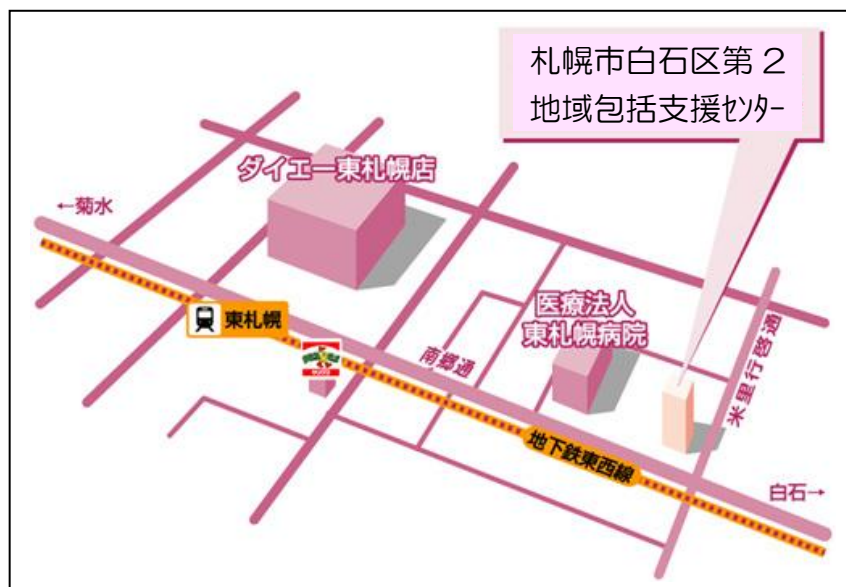 札幌市白石区第２
地域包括支援ｾﾝﾀｰ
ダイエー東札幌店
←菊水
東札幌
医療法人
東札幌病院
南郷通
米里行啓通
地下鉄東西線
白石→